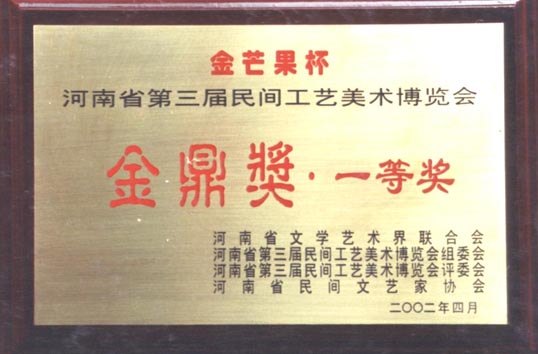 金芒果杯
河南省第三届民间工艺美术博览会
金鼎奬·一等奖
河南省文学艺术界联合会
河南省第三届民间工艺美术博览会组委会
河南省第三届民间工艺美术博览会评委会
河南省民间文艺家协会
二〇〇二年四月